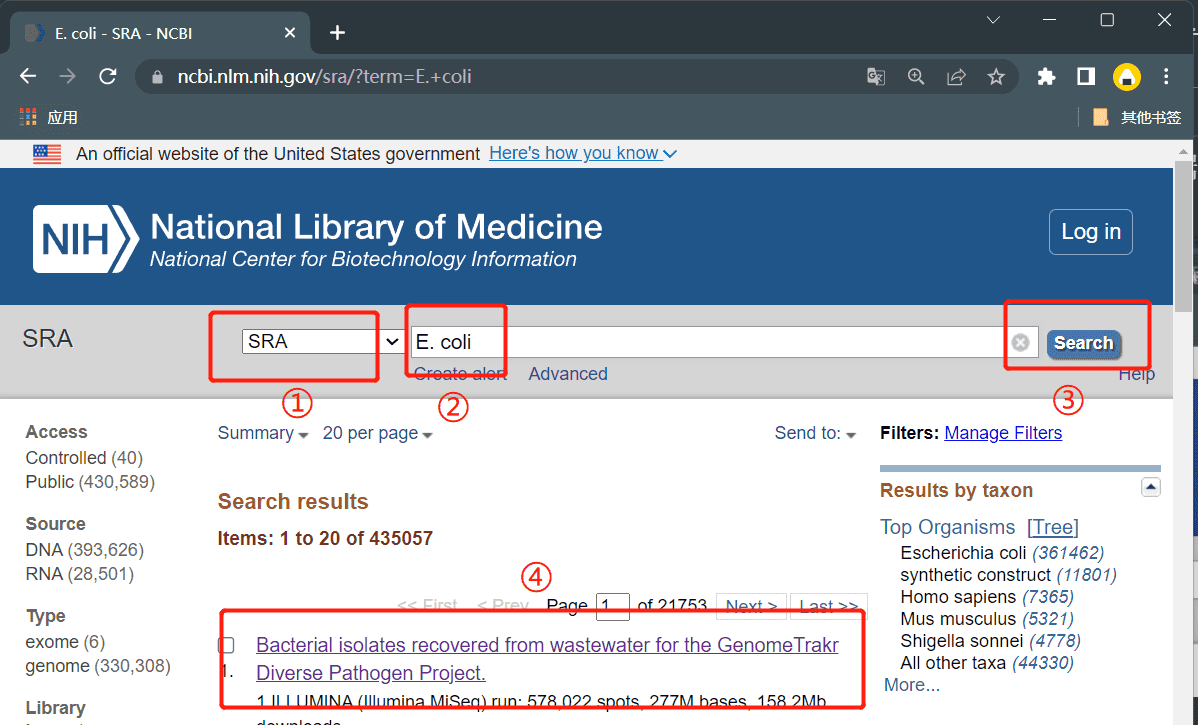 E. coli - SRA - NCBI
ncbi.nlm.nih.gov/sra/?term=E.+coli
应用
其他书签
An official website of the United States government Here's how you know
NIH National Library of Medicine
National Center for Biotechnology Information
Log in
SRA
SRA
E. coli
Search
Create alert Advanced
Help
①
②
③
Summary 20 per page
Send to:
Filters: Manage Filters
Access
Controlled (40)
Public (430,589)
Source
DNA (393,626)
RNA (28,501)
Type
exome (6)
genome (330,308)
Library
Search results
Items: 1 to 20 of 435057
④
<< First < Prev Page 1 of 21753 Next > Last >>
Bacterial isolates recovered from wastewater for the GenomeTrakr
1. Diverse Pathogen Project.
1 ILLUMINA (Illumina MiSeq) run: 578,022 spots, 277M bases, 158.2Mb
downloads
Results by taxon
Top Organisms [Tree]
Escherichia coli (361462)
synthetic construct (11801)
Homo sapiens (7365)
Mus musculus (5321)
Shigella sonnei (4778)
All other taxa (44330)
More...